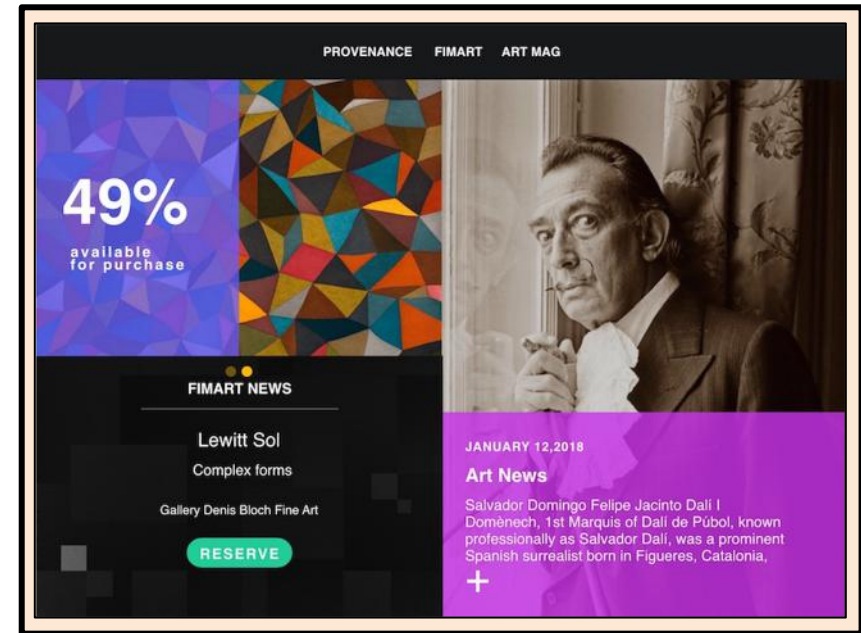 PROVENANCE FIMART ART MAG
49%
available
for purchase
FIMART NEWS
Lewitt Sol
Complex forms
Gallery Denis Bloch Fine Art
RESERVE
JANUARY 12,2018
Art News
Salvador Domingo Felipe Jacinto Dalí I
Domènech, 1st Marquis of Dalí de Púbol, known
professionally as Salvador Dalí, was a prominent
Spanish surrealist born in Figueres, Catalonia,
+